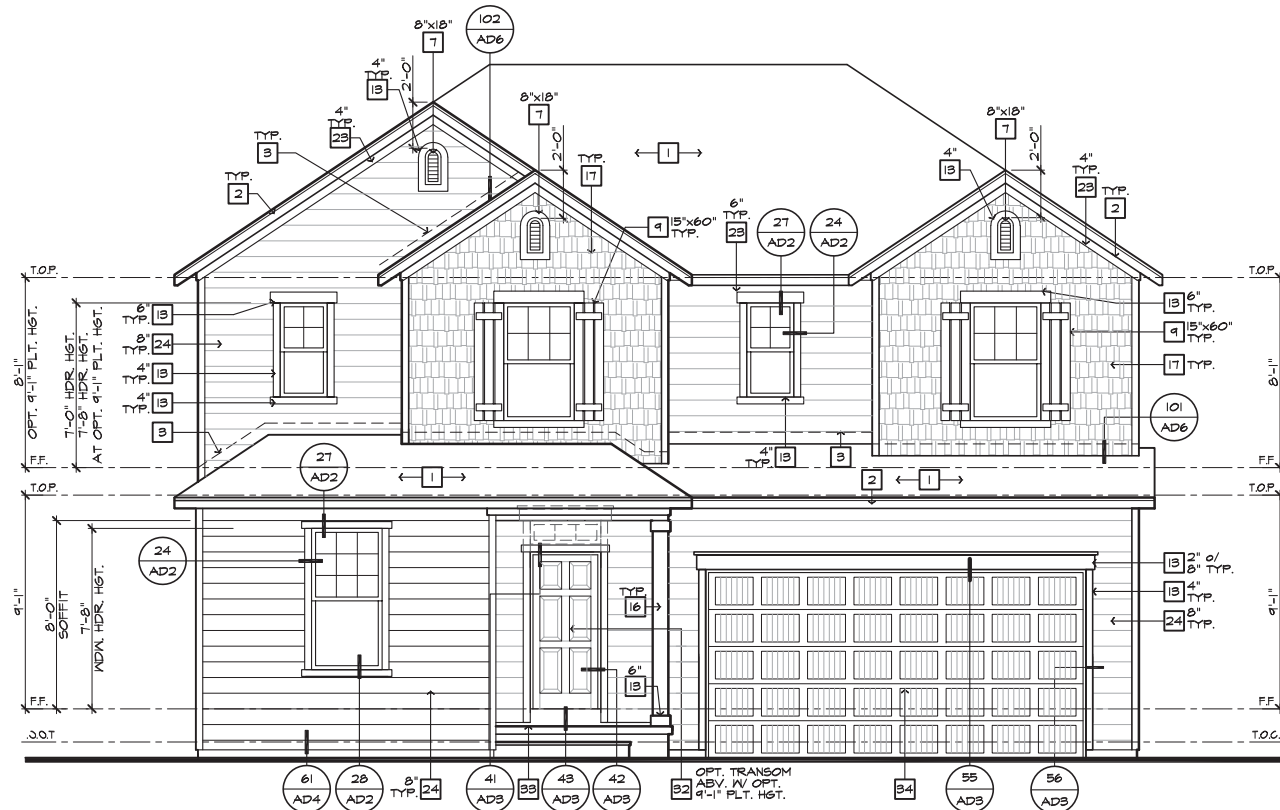 8"x18"
7
102
AD6
4"
TYP.
13
2'-0"
4"
TYP.
23
TYP.
3
TYP.
2
8"x18"
7
2'-0"
1
TYP.
17
9
15"x60"
TYP.
6"
TYP.
23
27
AD2
24
AD2
8"x18"
7
2'-0"
4"
13
4"
TYP.
23
TYP.
2
T.O.P.
T.O.P.
6"
TYP.
13
8"
TYP.
24
4"
TYP.
13
4"
TYP.
13
3
8'-1"
OPT. 9'-1" PLT. HGT.
7'-0" HDR. HGT.
7'-8" HDR. HGT.
AT OPT. 9'-1" PLT. HGT.
13
6"
TYP.
9
15"x60"
TYP.
17
TYP.
8'-1"
101
AD6
4"
TYP.
13
3
F.F.
F.F.
27
AD2
1
2
1
T.O.P.
T.O.P.
24
AD2
9'-1"
8'-0"
SOFFIT
7'-8"
WDW. HDR. HGT.
TYP.
16
6"
13
13
2" o/
8" TYP.
13
4"
TYP.
24
8"
TYP.
9'-1"
F.F.
F.F.
.J.O.T
T.O.C.
61
AD4
28
AD2
8"
TYP.
24
41
AD3
33
43
AD3
42
AD3
32
OPT. TRANSOM
ABV. W/ OPT.
9'-1" PLT. HGT.
34
55
AD3
56
AD3